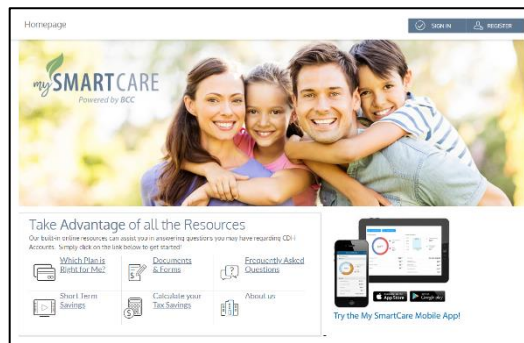 Homepage
SIGN IN
REGISTER
my SMARTCARE
Powered by BCC
Take Advantage of all the Resources
Our built-in online resources can assist you in answering questions you may have regarding
Accounts. Simply click on the link below to get started!
Which Plan is
Right for Me?
Documents
& Forms
Frequently Asked
Questions
Short Term
Savings
Calculate your
Tax Savings
About us
App Store
Google play
Try the My SmartCare Mobile App!